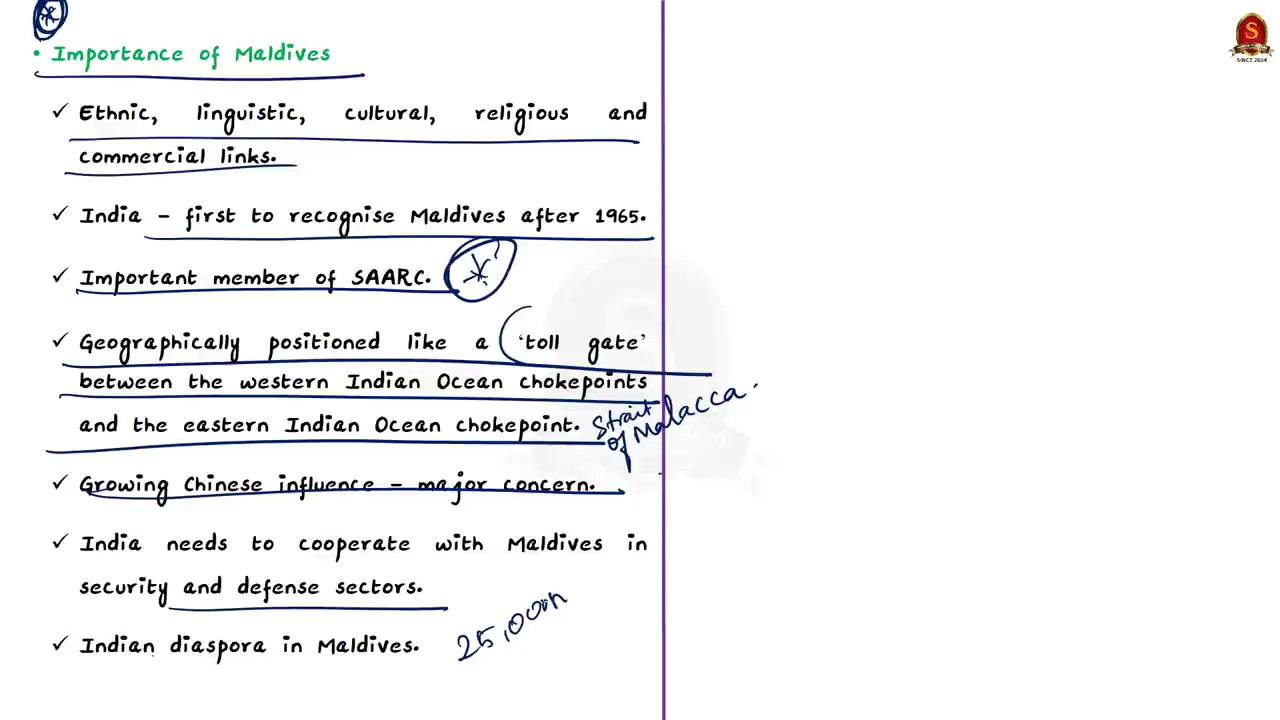 • Importance of Maldives
✓ Ethnic, linguistic, cultural, religious and
commercial links.
✓ India - first to recognise Maldives after 1965.
✓ Important member of SAARC.
✓ Geographically positioned like a 'toll gate'
between the western Indian Ocean chokepoints
and the eastern Indian Ocean chokepoint.
Strait
of Malacca
✓ Growing Chinese influence - major concern.
✓ India needs to cooperate with Maldives in
security and defense sectors.
✓ Indian diaspora in Maldives.
25,000
S
SINCE 2004